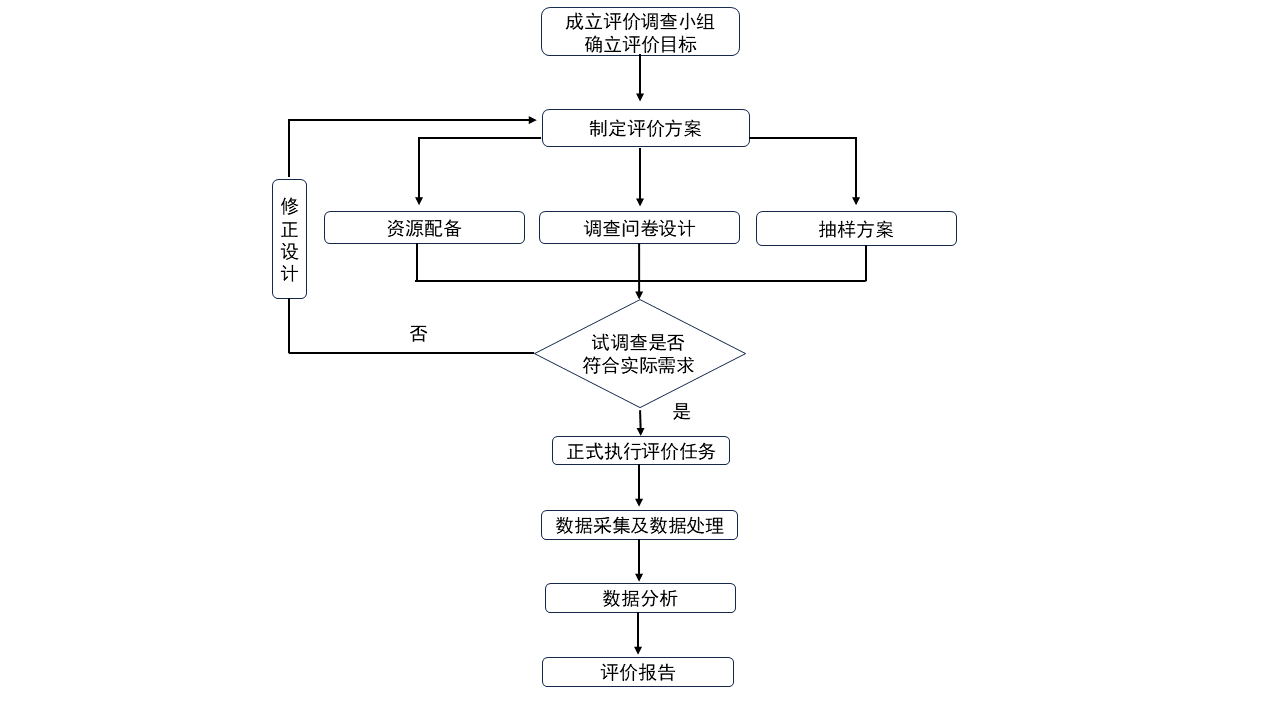 成立评价调查小组
确立评价目标
制定评价方案
修
正
设
计
资源配备
调查问卷设计
抽样方案
否
试调查是否
符合实际需求
是
正式执行评价任务
数据采集及数据处理
数据分析
评价报告